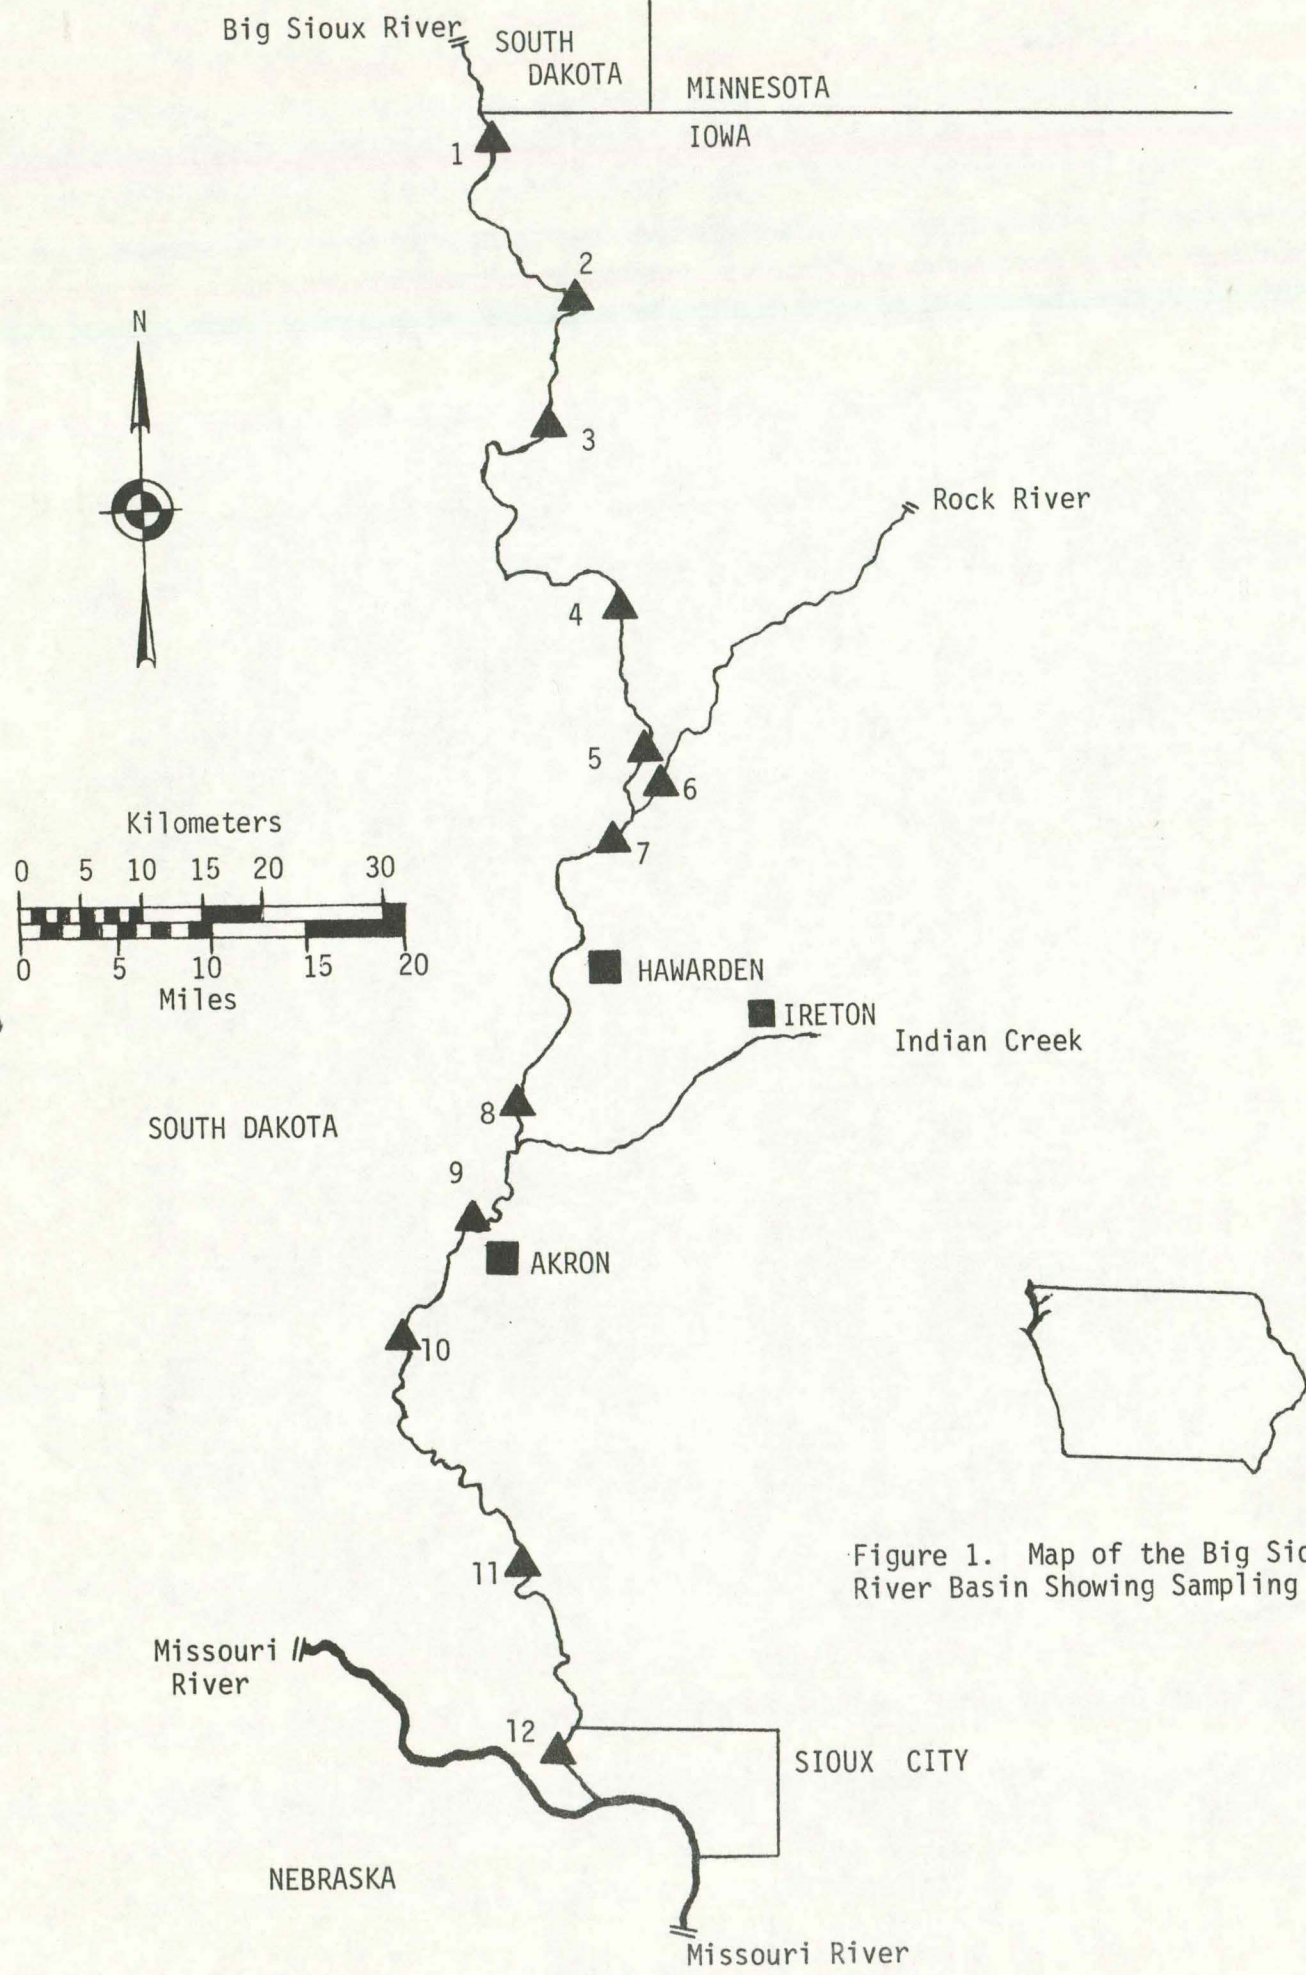 Big Sioux River
SOUTH
DAKOTA
MINNESOTA
IOWA
1
2
N
3
Rock River
4
5
6
Kilometers
7
0 5 10 15 20 30
0 5 10 15 20
Miles
HAWARDEN
IRETON
Indian Creek
8
SOUTH DAKOTA
9
AKRON
10
Figure 1. Map of the Big
River Basin Showing Sampling
11
Missouri
River
12
SIOUX CITY
NEBRASKA
Missouri River